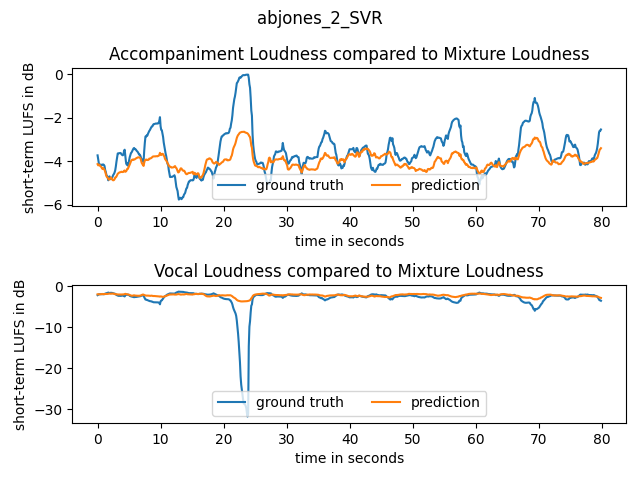 abjones_2_SVR
Accompaniment Loudness compared to Mixture Loudness
short-term LUFS in dB
0
−2
−4
−6
ground truth
prediction
0 10 20 30 40 50 60 70 80
time in seconds
Vocal Loudness compared to Mixture Loudness
short-term LUFS in dB
0
−10
−20
−30
ground truth
prediction
0 10 20 30 40 50 60 70 80
time in seconds